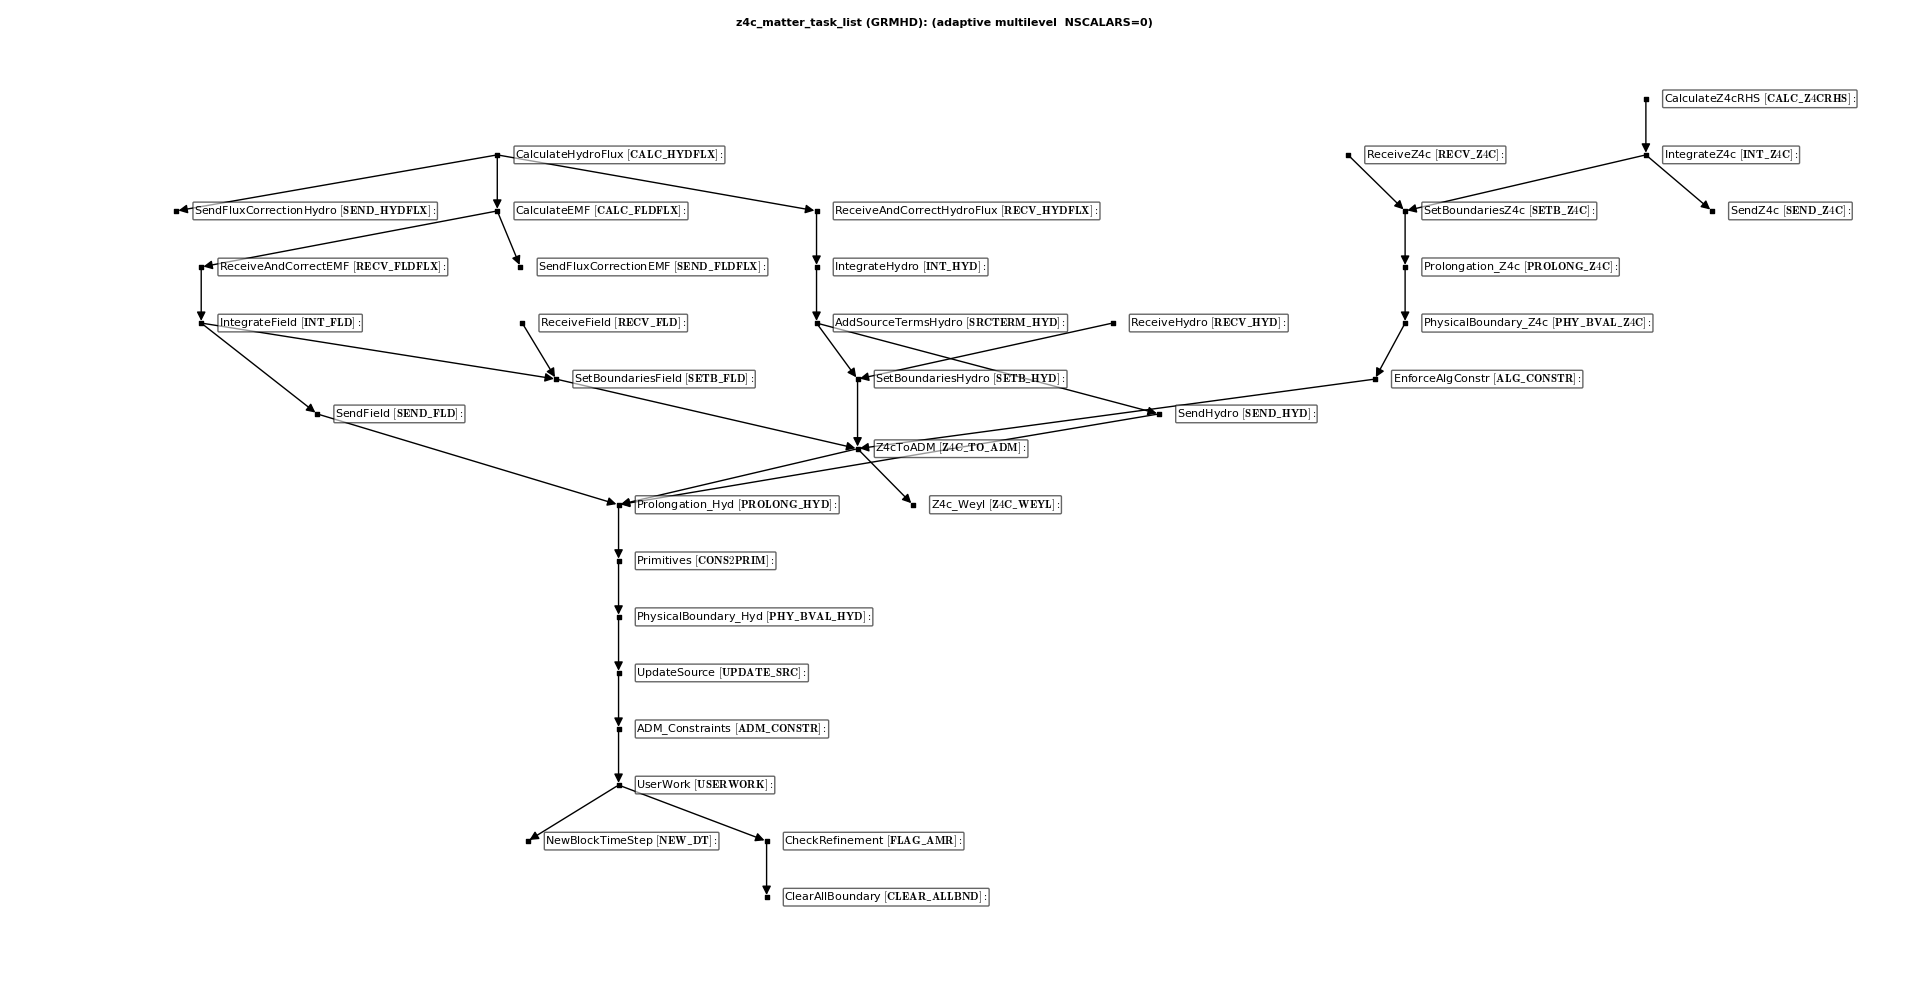 z4c_matter_task_list (GRMHD): (adaptive multilevel  NSCALARS=0)
CalculateZ4cRHS [CALC_Z4CRHS]:
CalculateHydroFlux [CALC_HYDFLX]:
ReceiveZ4c [RECV_Z4C]:
IntegrateZ4c [INT_Z4C]:
SendFluxCorrectionHydro [SEND_HYDFLX]:
CalculateEMF [CALC_FLDFLX]:
ReceiveAndCorrectHydroFlux [RECV_HYDFLX]:
SetBoundariesZ4c [SETB_Z4C]:
SendZ4c [SEND_Z4C]:
ReceiveAndCorrectEMF [RECV_FLDFLX]:
SendFluxCorrectionEMF [SEND_FLDFLX]:
IntegrateHydro [INT_HYD]:
Prolongation_Z4c [PROLONG_Z4C]:
IntegrateField [INT_FLD]:
ReceiveField [RECV_FLD]:
AddSourceTermsHydro [SRCTERM_HYD]:
ReceiveHydro [RECV_HYD]:
PhysicalBoundary_Z4c [PHY_BVAL_Z4C]:
SetBoundariesField [SETB_FLD]:
SetBoundariesHydro [SETB_HYD]:
EnforceAlgConstr [ALG_CONSTR]:
SendField [SEND_FLD]:
SendHydro [SEND_HYD]:
Z4cToADM [Z4C_TO_ADM]:
Prolongation_Hyd [PROLONG_HYD]:
Z4c_Weyl [Z4C_WEYL]:
Primitives [CONS2PRIM]:
PhysicalBoundary_Hyd [PHY_BVAL_HYD]:
UpdateSource [UPDATE_SRC]:
ADM_Constraints [ADM_CONSTR]:
UserWork [USERWORK]:
NewBlockTimeStep [NEW_DT]:
CheckRefinement [FLAG_AMR]:
ClearAllBoundary [CLEAR_ALLBND]: